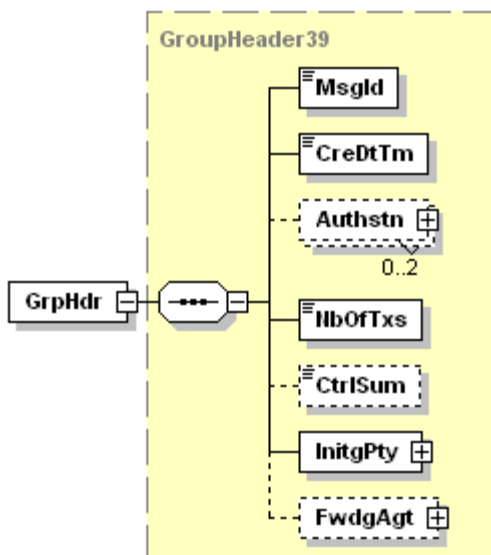 GroupHeader39
MsgId
CreDtTm
Authstn
0..2
GrpHdr
NbOfTxs
CtrlSum
InitgPty
FwdgAgt